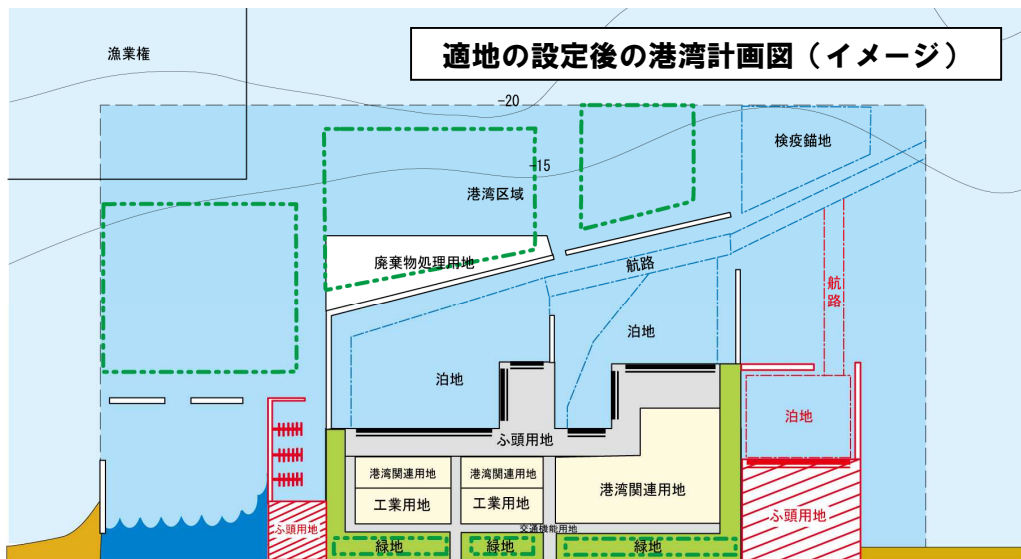 漁業権
適地の設定後の港湾計画図（イメージ）
-20
検疫錨地
-15
港湾区域
廃棄物処理用地
航路
航路
泊地
泊地
泊地
ふ頭用地
港湾関連用地
港湾関連用地
港湾関連用地
工業用地
工業用地
ふ頭用地
ふ頭用地
交通機能用地
緑地
緑地
緑地